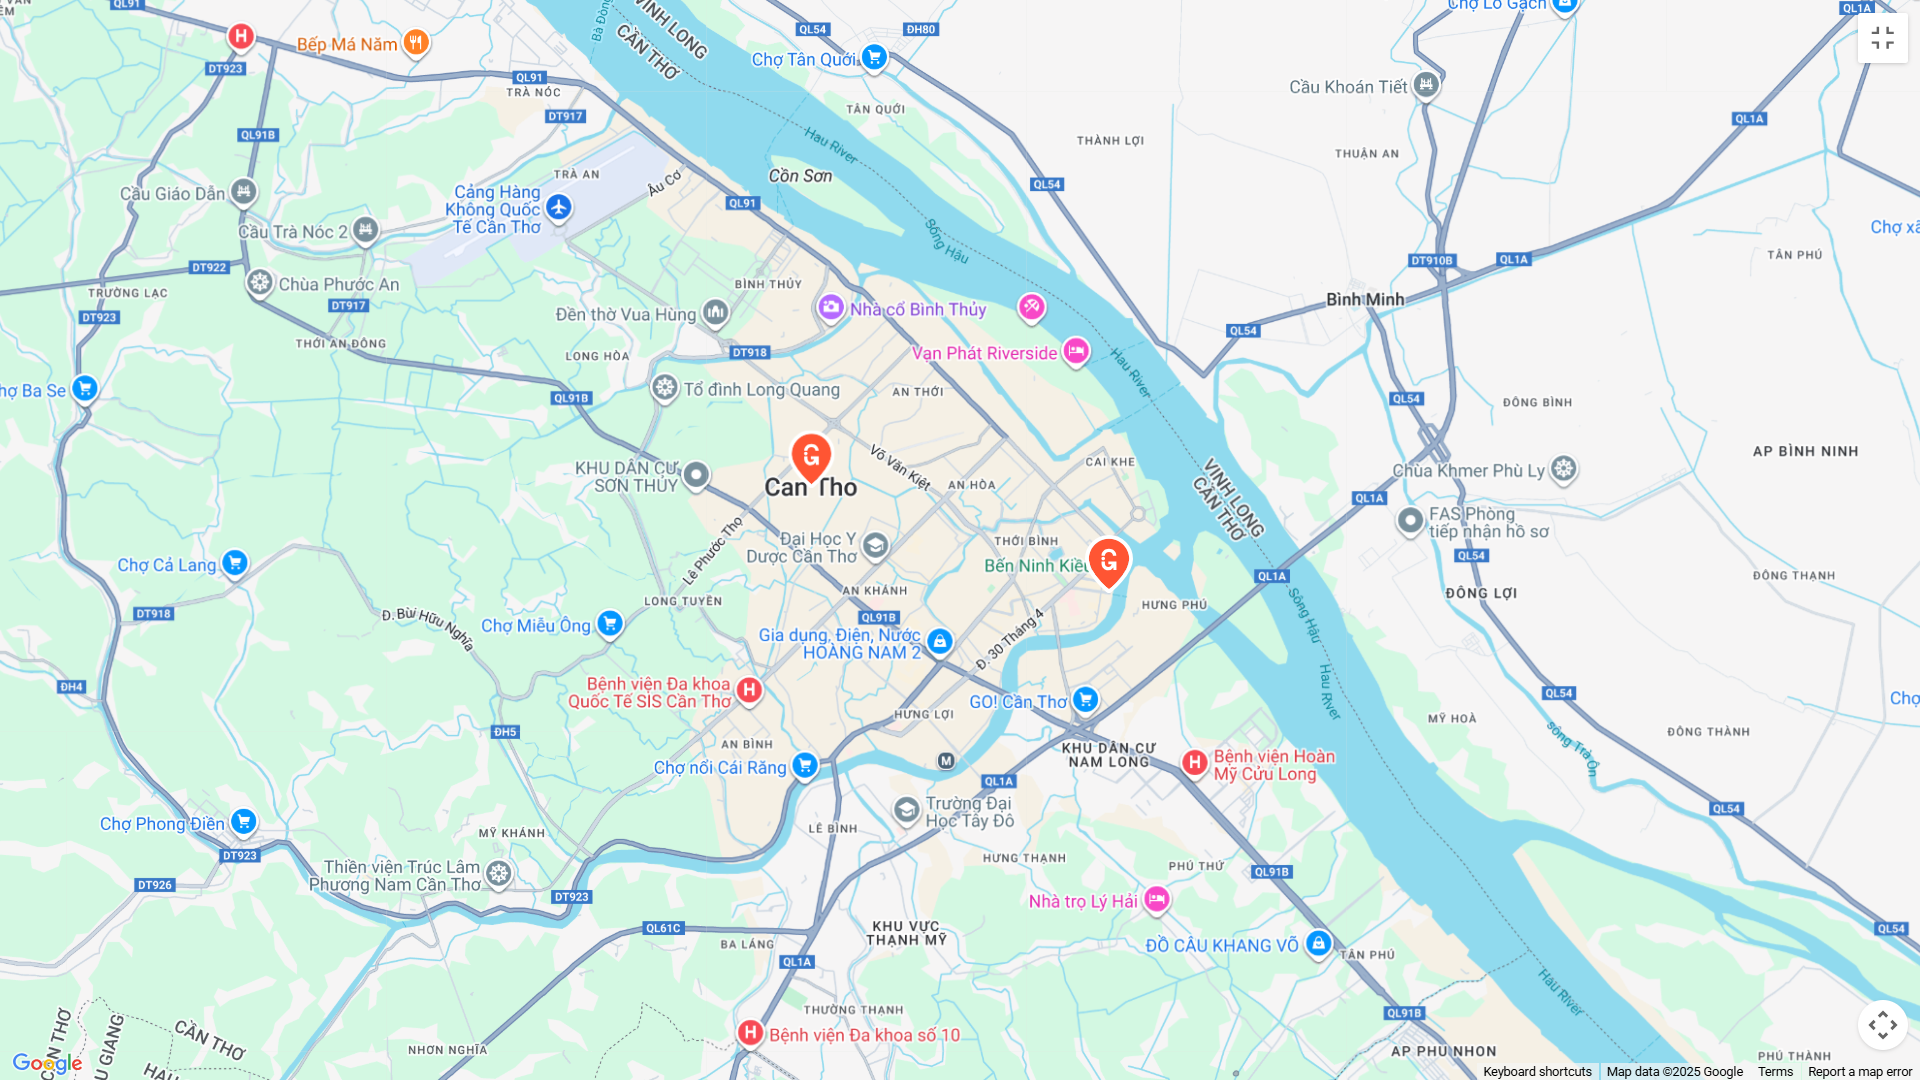 QL91
QL54
ĐH80
Chợ Lò Gạch
QL1A
Bà Đông
VINH LONG
CẦN THƠ
Bếp Má Năm
Chợ Tân Quới
DT923
QL91
TRÀ NÓC
Cầu Khoán Tiết
TÂN QUỚI
DT917
QL1A
QL91B
Hau River
THÀNH LỢI
THUẬN AN
TRÀ AN
Cồn Sơn
Âu Cơ
QL54
Cầu Giáo Dẫn
Cảng Hàng
Không Quốc
Tế Cần Thơ
QL91
Cầu Trà Nóc 2
Sông Hậu
Chợ xã
TÂN PHÚ
DT922
DT910B
QL1A
Chùa Phước An
BÌNH THỦY
TRƯỜNG LẠC
DT917
Bình Minh
Nhà cổ Bình Thủy
Đền thờ Vua Hùng
DT923
QL54
THỚI AN ĐÔNG
LONG HÒA
DT918
Vạn Phát Riverside
Hau River
Chợ Ba Se
Tổ đình Long Quang
AN THỚI
QL91B
QL54
ĐÔNG BÌNH
Võ Văn Kiệt
CAI KHE
AP BÌNH NINH
KHU DÂN CƯ
SƠN THỦY
Can Tho
AN HÒA
Chùa Khmer Phù Ly
VINH LONG
CẦN THƠ
QL1A
FAS Phòng
tiếp nhận hồ sơ
Lê Phước Thọ
Đại Học Y
Dược Cần Thơ
THỚI BÌNH
Bến Ninh Kiều
QL54
Chợ Cả Lang
QL1A
ĐÔNG THẠNH
AN KHÁNH
ĐÔNG LỢI
LONG TUYỀN
HƯNG PHÚ
DT918
Đ. Bùi Hữu Nghĩa
QL91B
Sông Hậu
Chợ Miễu Ông
Gia dụng, Điện, Nước
HOÀNG NAM 2
Đ. 30 Tháng 4
ĐH4
Bệnh viện Đa khoa
Quốc Tế SIS Cần Thơ
Hau River
QL54
GO! Cần Thơ
HƯNG LỢI
MỸ HOÀ
ĐH5
ĐÔNG THÀNH
AN BÌNH
KHU DÂN CƯ
NAM LONG
sông Trà Ôn
Bệnh viện Hoàn
Mỹ Cửu Long
Chợ nổi Cái Răng
QL1A
Trường Đại
Học Tây Đô
QL54
Chợ Phong Điền
LÊ BÌNH
MỸ KHÁNH
DT923
HƯNG THẠNH
PHÚ THỨ
Thiền viện Trúc Lâm
Phương Nam Cần Thơ
DT926
QL91B
DT923
Nhà trọ Lý Hải
QL61C
KHU VỰC
THẠNH MỸ
QL54
BA LÁNG
ĐỒ CÂU KHANG VÕ
TÂN PHÚ
QL1A
Hau River
THƯỜNG THẠNH
QL91B
CẦN THƠ
Bệnh viện Đa khoa số 10
NHƠN NGHĨA
AP PHU NHON
PHÚ THÀNH
Google
Keyboard shortcuts
Map data ©2025 Google
Terms
Report a map error